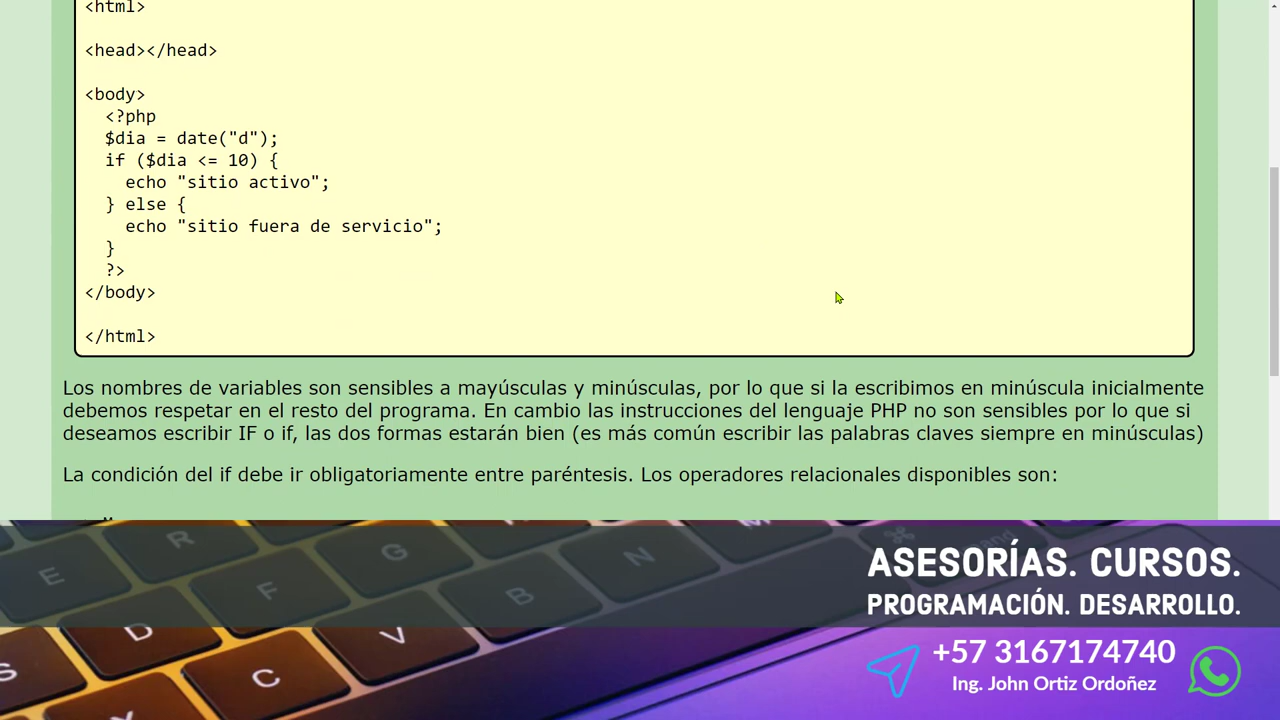 <html>
<head></head>
<body>
<?php
$dia = date("d");
if ($dia <= 10) {
echo "sitio activo";
} else {
echo "sitio fuera de servicio";
}
?>
</body>
</html>
Los nombres de variables son sensibles a mayúsculas y minúsculas, por lo que si la escribimos en minúscula inicialmente
debemos respetar en el resto del programa. En cambio las instrucciones del lenguaje PHP no son sensibles por lo que si
deseamos escribir IF o if, las dos formas estarán bien (es más común escribir las palabras claves siempre en minúsculas)
La condición del if debe ir obligatoriamente entre paréntesis. Los operadores relacionales disponibles son:
E
R
G
F
B
N
D
V
C
S
ASESORÍAS. CURSOS.
PROGRAMACIÓN. DESARROLLO.
+57 3167174740
Ing. John Ortiz Ordoñez